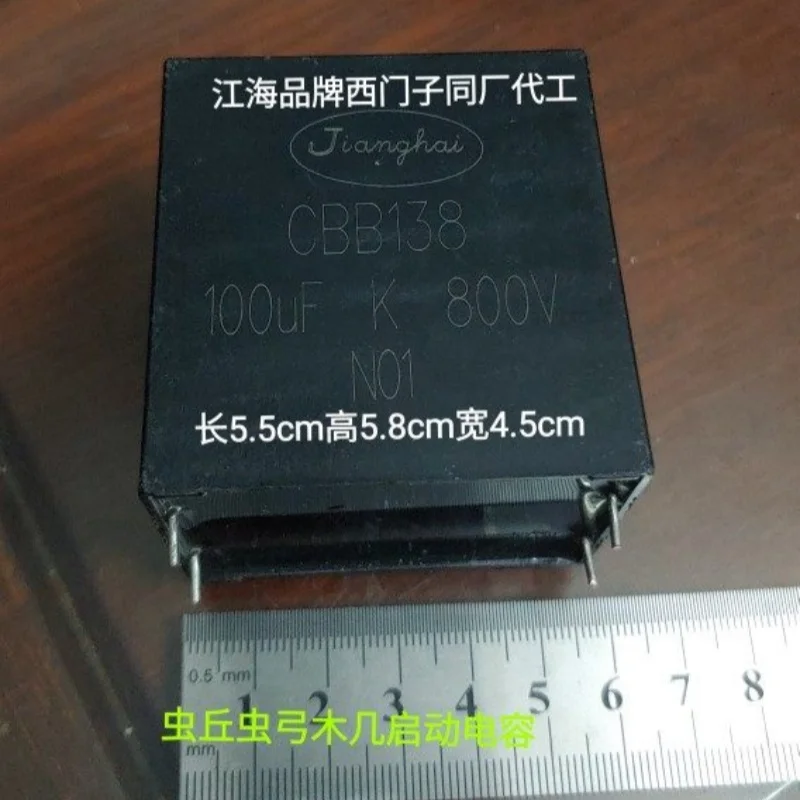 江海品牌西门子同厂代工
Jianghai
CBB138
100uF K 800V
N01
长5.5cm高5.8cm宽4.5cm
0.5 mm
1 2 3 4 5 6 7 8
虫丘虫弓木几启动电容
mm